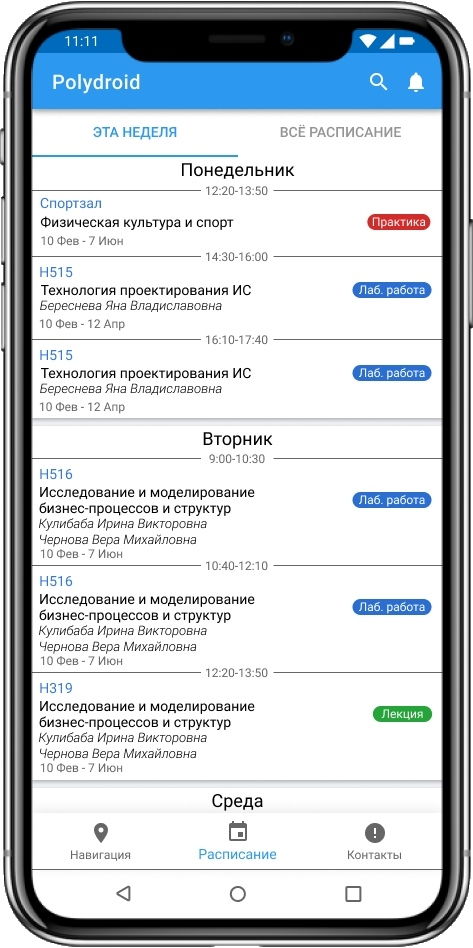 11:11
Polydroid
ЭТА НЕДЕЛЯ
ВСЁ РАСПИСАНИЕ
Понедельник
12:20-13:50
Спортзал
Физическая культура и спорт
Практика
10 Фев - 7 Июн
14:30-16:00
Н515
Технология проектирования ИС
Лаб. работа
Береснева Яна Владиславовна
10 Фев - 12 Апр
16:10-17:40
Н515
Технология проектирования ИС
Лаб. работа
Береснева Яна Владиславовна
10 Фев - 12 Апр
Вторник
9:00-10:30
Н516
Исследование и моделирование
бизнес-процессов и структур
Лаб. работа
Кулибаба Ирина Викторовна
Чернова Вера Михайловна
10 Фев - 7 Июн
10:40-12:10
Н516
Исследование и моделирование
бизнес-процессов и структур
Лаб. работа
Кулибаба Ирина Викторовна
Чернова Вера Михайловна
10 Фев - 7 Июн
12:20-13:50
Н319
Исследование и моделирование
бизнес-процессов и структур
Лекция
Кулибаба Ирина Викторовна
Чернова Вера Михайловна
10 Фев - 7 Июн
Среда
Навигация
Расписание
Контакты